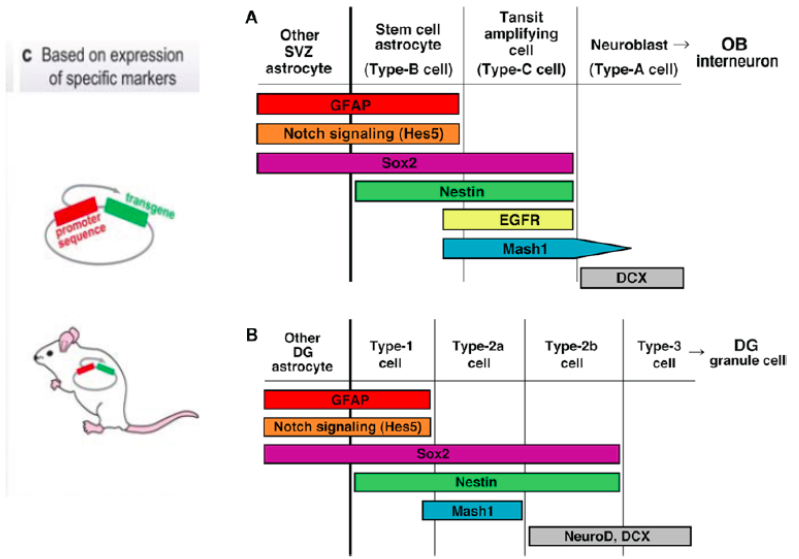 c Based on expression
of specific markers
promoter
sequence
transgene
A
Other
SVZ
astrocyte
Stem cell
astrocyte
(Type-B cell)
Tansit
amplifying
cell
(Type-C cell)
Neuroblast →
(Type-A cell)
OB
interneuron
GFAP
Notch signaling (Hes5)
Sox2
Nestin
EGFR
Mash1
DCX
B
Other
DG
astrocyte
Type-1
cell
Type-2a
cell
Type-2b
cell
Type-3
cell →
DG
granule cell
GFAP
Notch signaling (Hes5)
Sox2
Nestin
Mash1
NeuroD, DCX